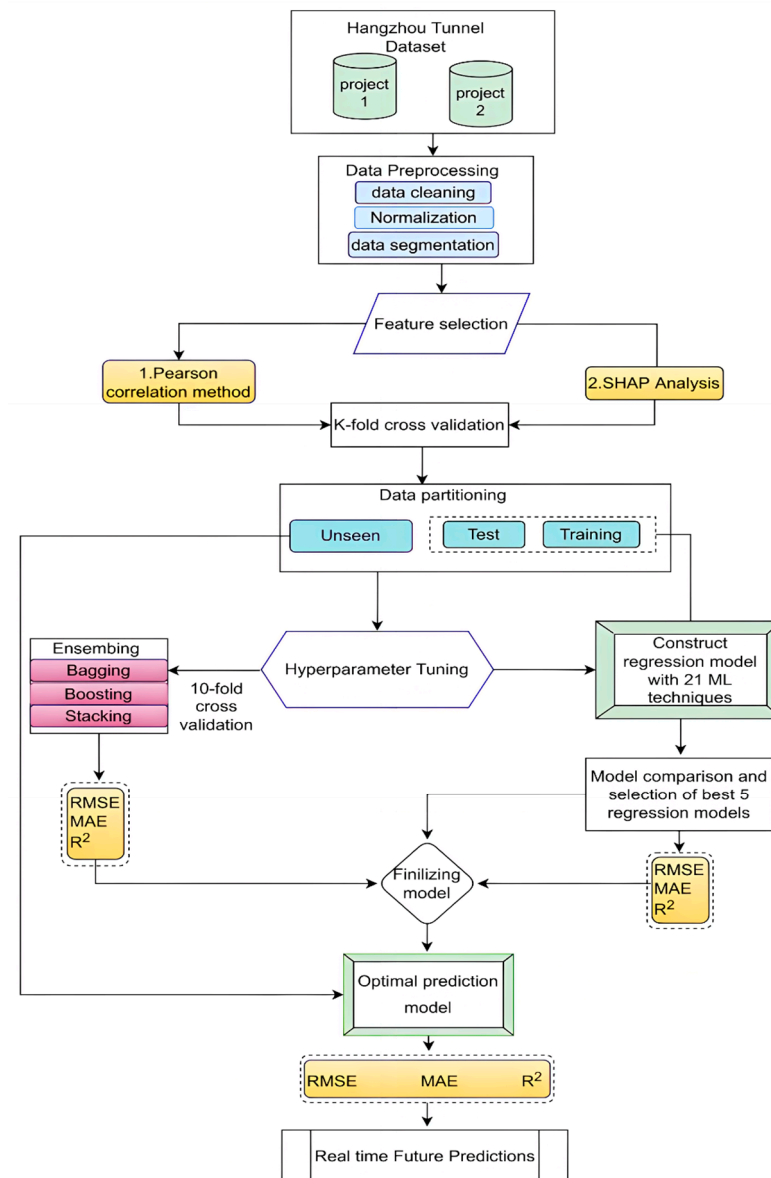 Hangzhou Tunnel
Dataset
project
1
project
2
Data Preprocessing
data cleaning
Normalization
data segmentation
Feature selection
1.Pearson
correlation method
2.SHAP Analysis
K-fold cross validation
Data partitioning
Unseen
Test
Training
Ensembing
Bagging
Boosting
Stacking
10-fold
cross
validation
Hyperparameter Tuning
Construct
regression model
with 21 ML
techniques
Model comparison and
selection of best 5
regression models
RMSE
MAE
R²
Finilizing
model
RMSE
MAE
R²
Optimal prediction
model
RMSE MAE R²
Real time Future Predictions